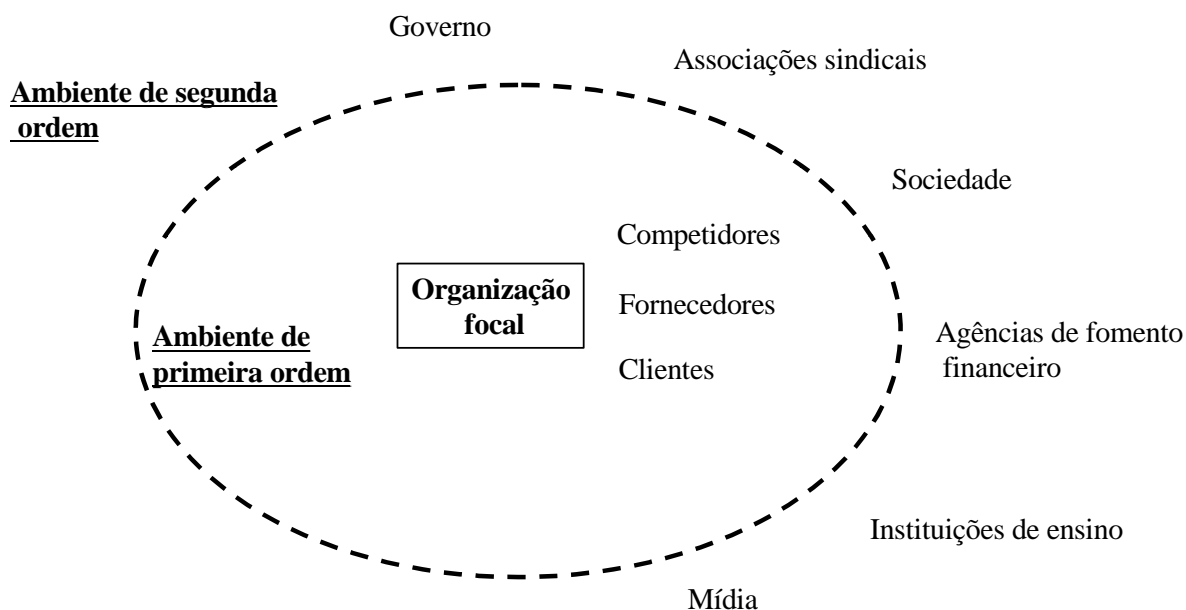 Governo
Associações sindicais
Ambiente de segunda
ordem
Sociedade
Competidores
Organização
focal
Fornecedores
Ambiente de
primeira ordem
Clientes
Agências de fomento
financeiro
Instituições de ensino
Mídia